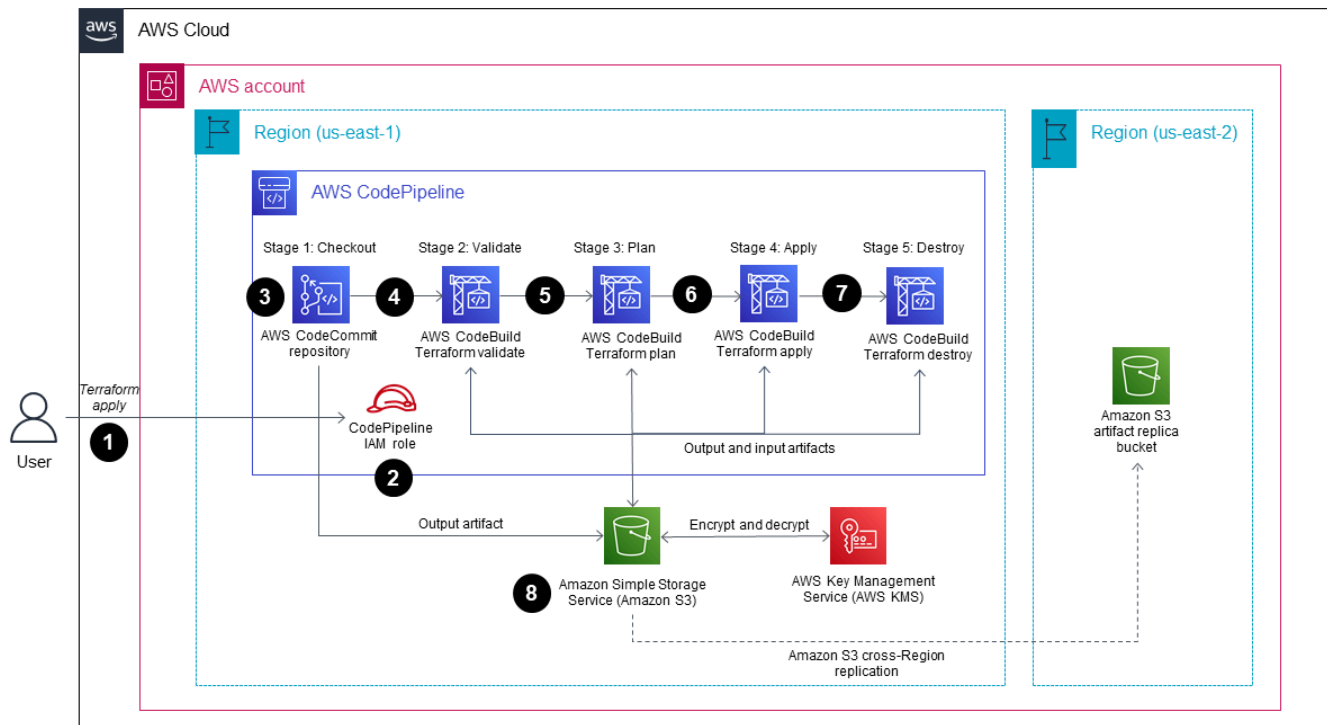 aws
AWS Cloud
AWS account
Region (us-east-1)
Region (us-east-2)
AWS CodePipeline
Stage 1: Checkout
Stage 2: Validate
Stage 3: Plan
Stage 4: Apply
Stage 5: Destroy
3
4
5
6
7
AWS CodeCommit
repository
AWS CodeBuild
Terraform validate
AWS CodeBuild
Terraform plan
AWS CodeBuild
Terraform apply
AWS CodeBuild
Terraform destroy
Terraform
apply
1
User
CodePipeline
IAM role
2
Output and input artifacts
Amazon S3
artifact replica
bucket
Output artifact
Encrypt and decrypt
8
Amazon Simple Storage
Service (Amazon S3)
AWS Key Management
Service (AWS KMS)
Amazon S3 cross-Region
replication